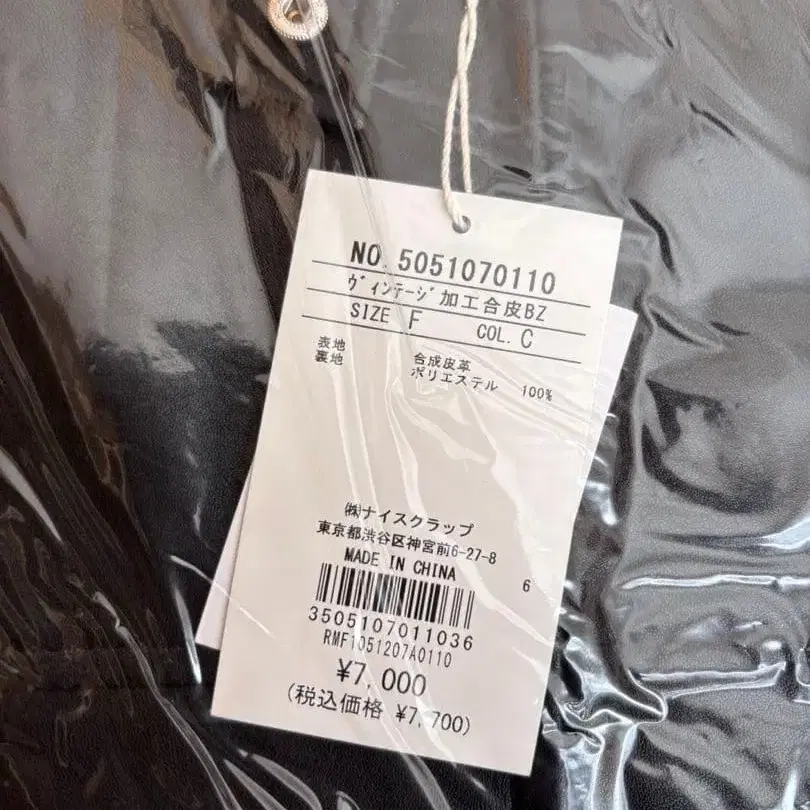 NO. 5051070110
ヴィンテージ加工合皮BZ
SIZE F COL. C
表地 合成皮革
裏地 ポリエステル 100%
㈱ナイスクラップ
東京都渋谷区神宮前6-27-8
MADE IN CHINA 6
3505107011036
RMF1051207A0110
¥7,000
(税込価格 ¥7,700)